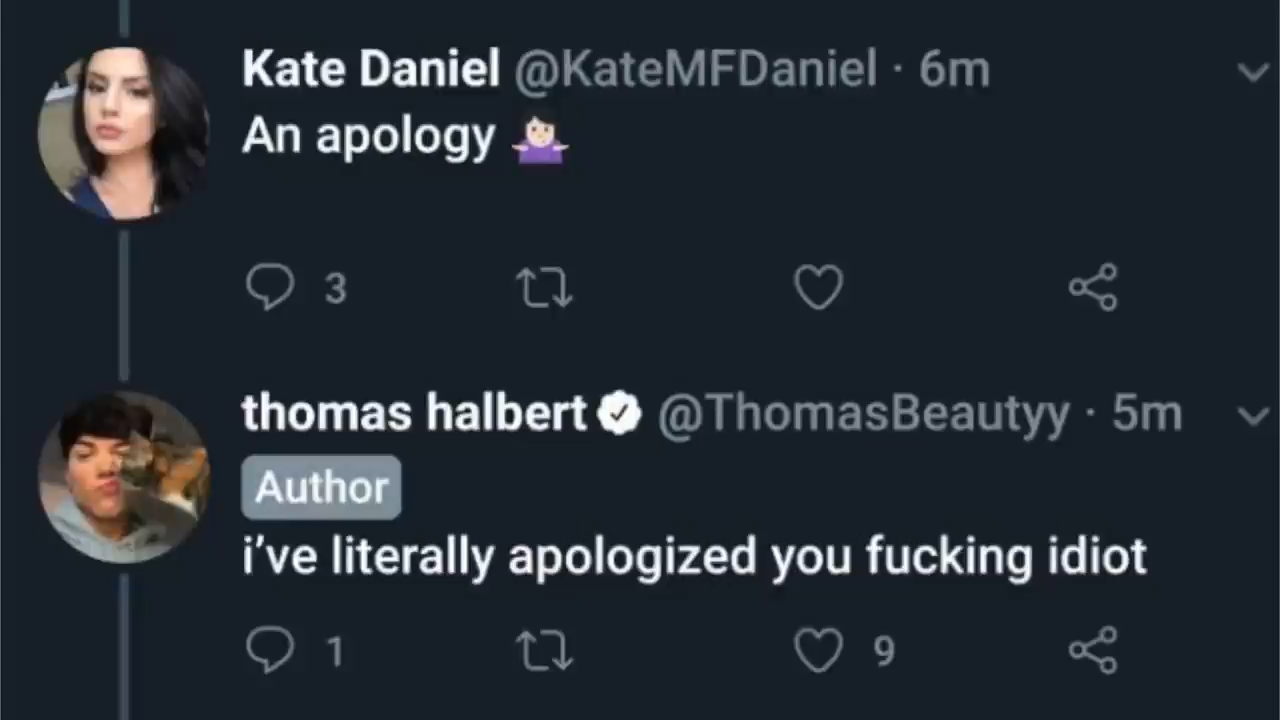 Kate Daniel @KateMFDaniel · 6m
An apology 🤷🏻‍♀️
3
thomas halbert @ThomasBeautyy · 5m
Author
i've literally apologized you fucking idiot
1 9